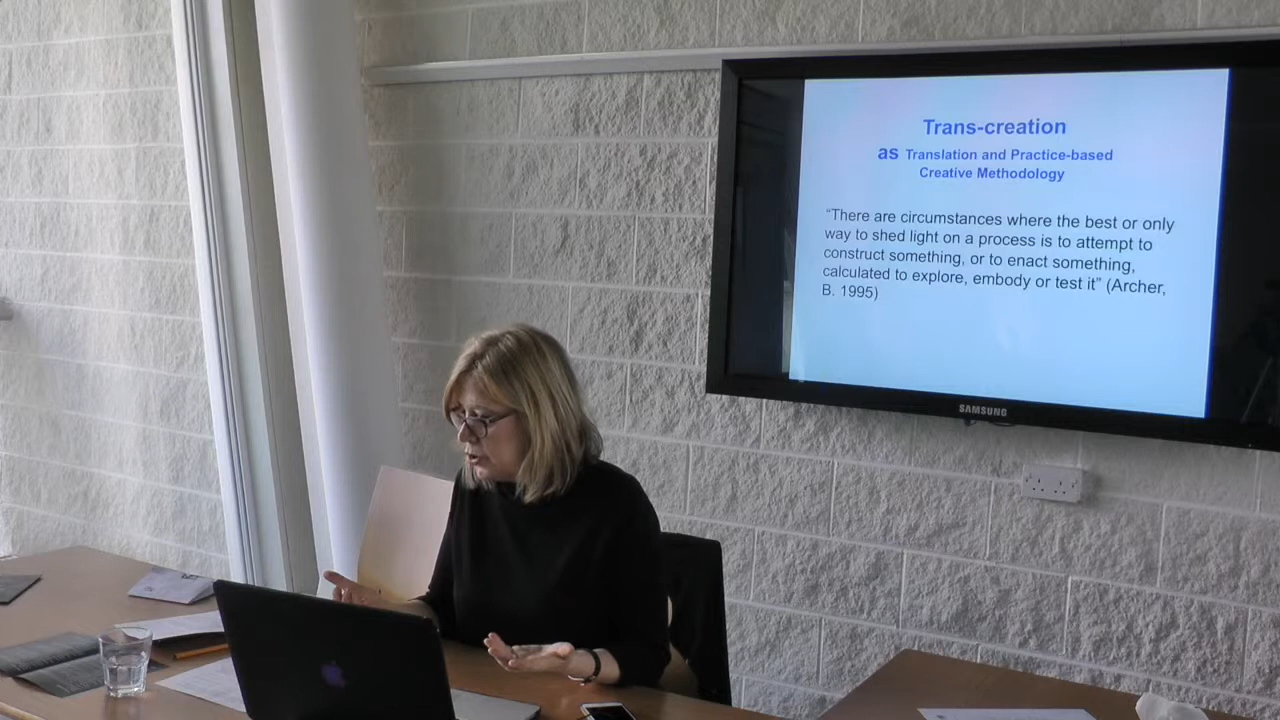 Trans-creation
as Translation and Practice-based
Creative Methodology
“There are circumstances where the best or only
way to shed light on a process is to attempt to
construct something, or to enact something,
calculated to explore, embody or test it” (Archer,
B. 1995)
SAMSUNG